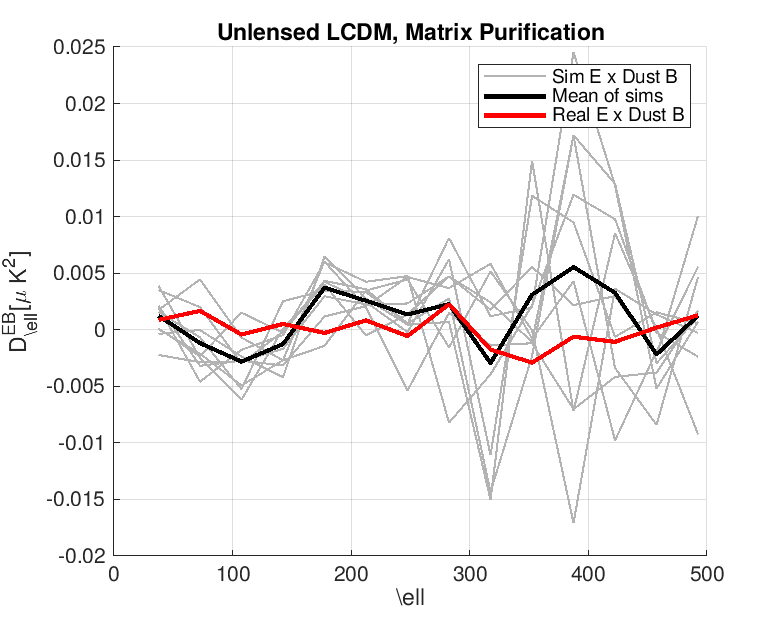 Unlensed LCDM, Matrix Purification
0.025
0.02
0.015
0.01
0.005
0
-0.005
-0.01
-0.015
-0.02
0
100
200
300
400
500
\ell
D^{EB}_{\ell}[μ K^2]
Sim E x Dust B
Mean of sims
Real E x Dust B